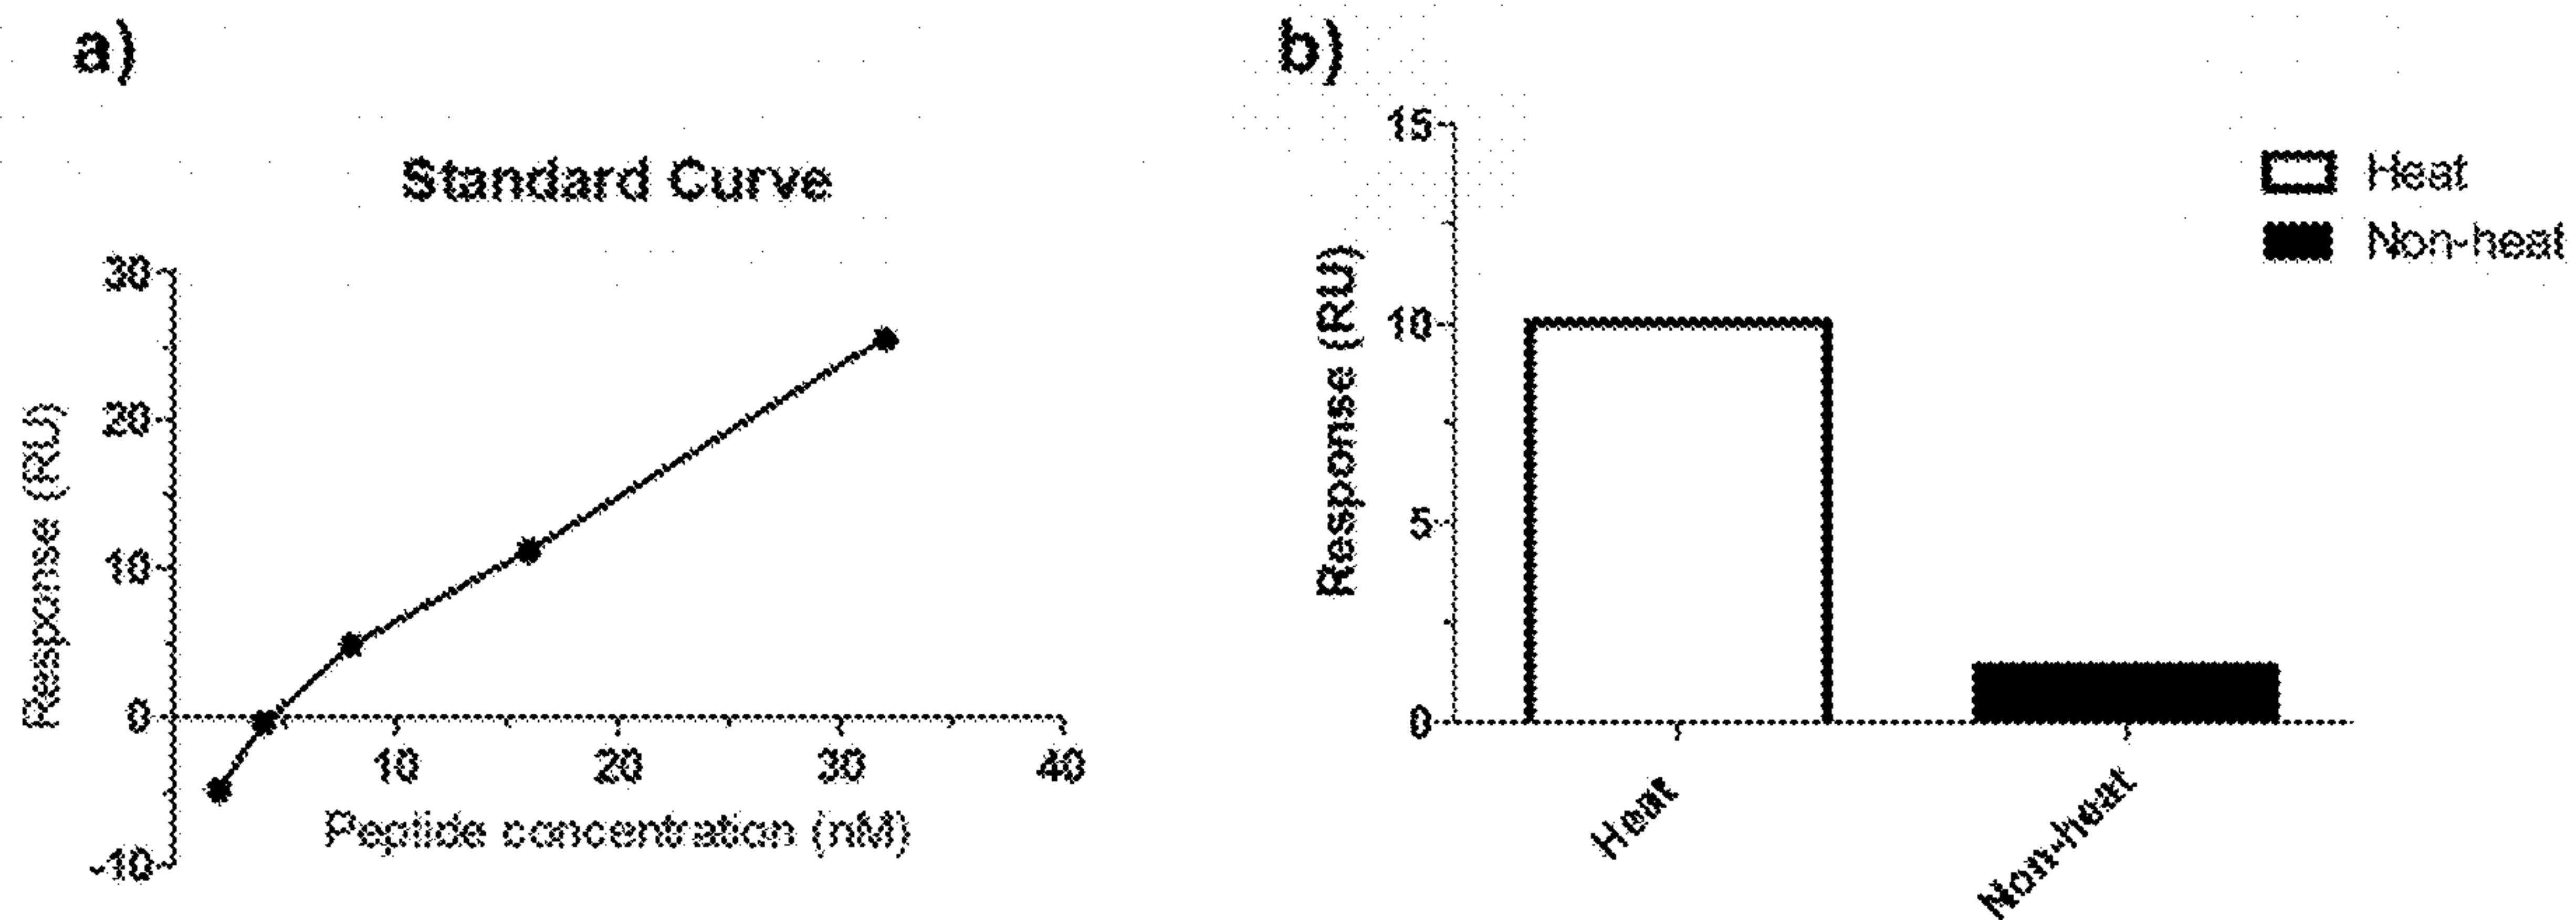 a)
Standard Curve
30
20
10
0
-10
Response (RU)
10 20 30 40
Peptide concentration (nM)
b)
15
10
5
0
Response (RU)
Heat
Non-heat
Heat
Non-heat